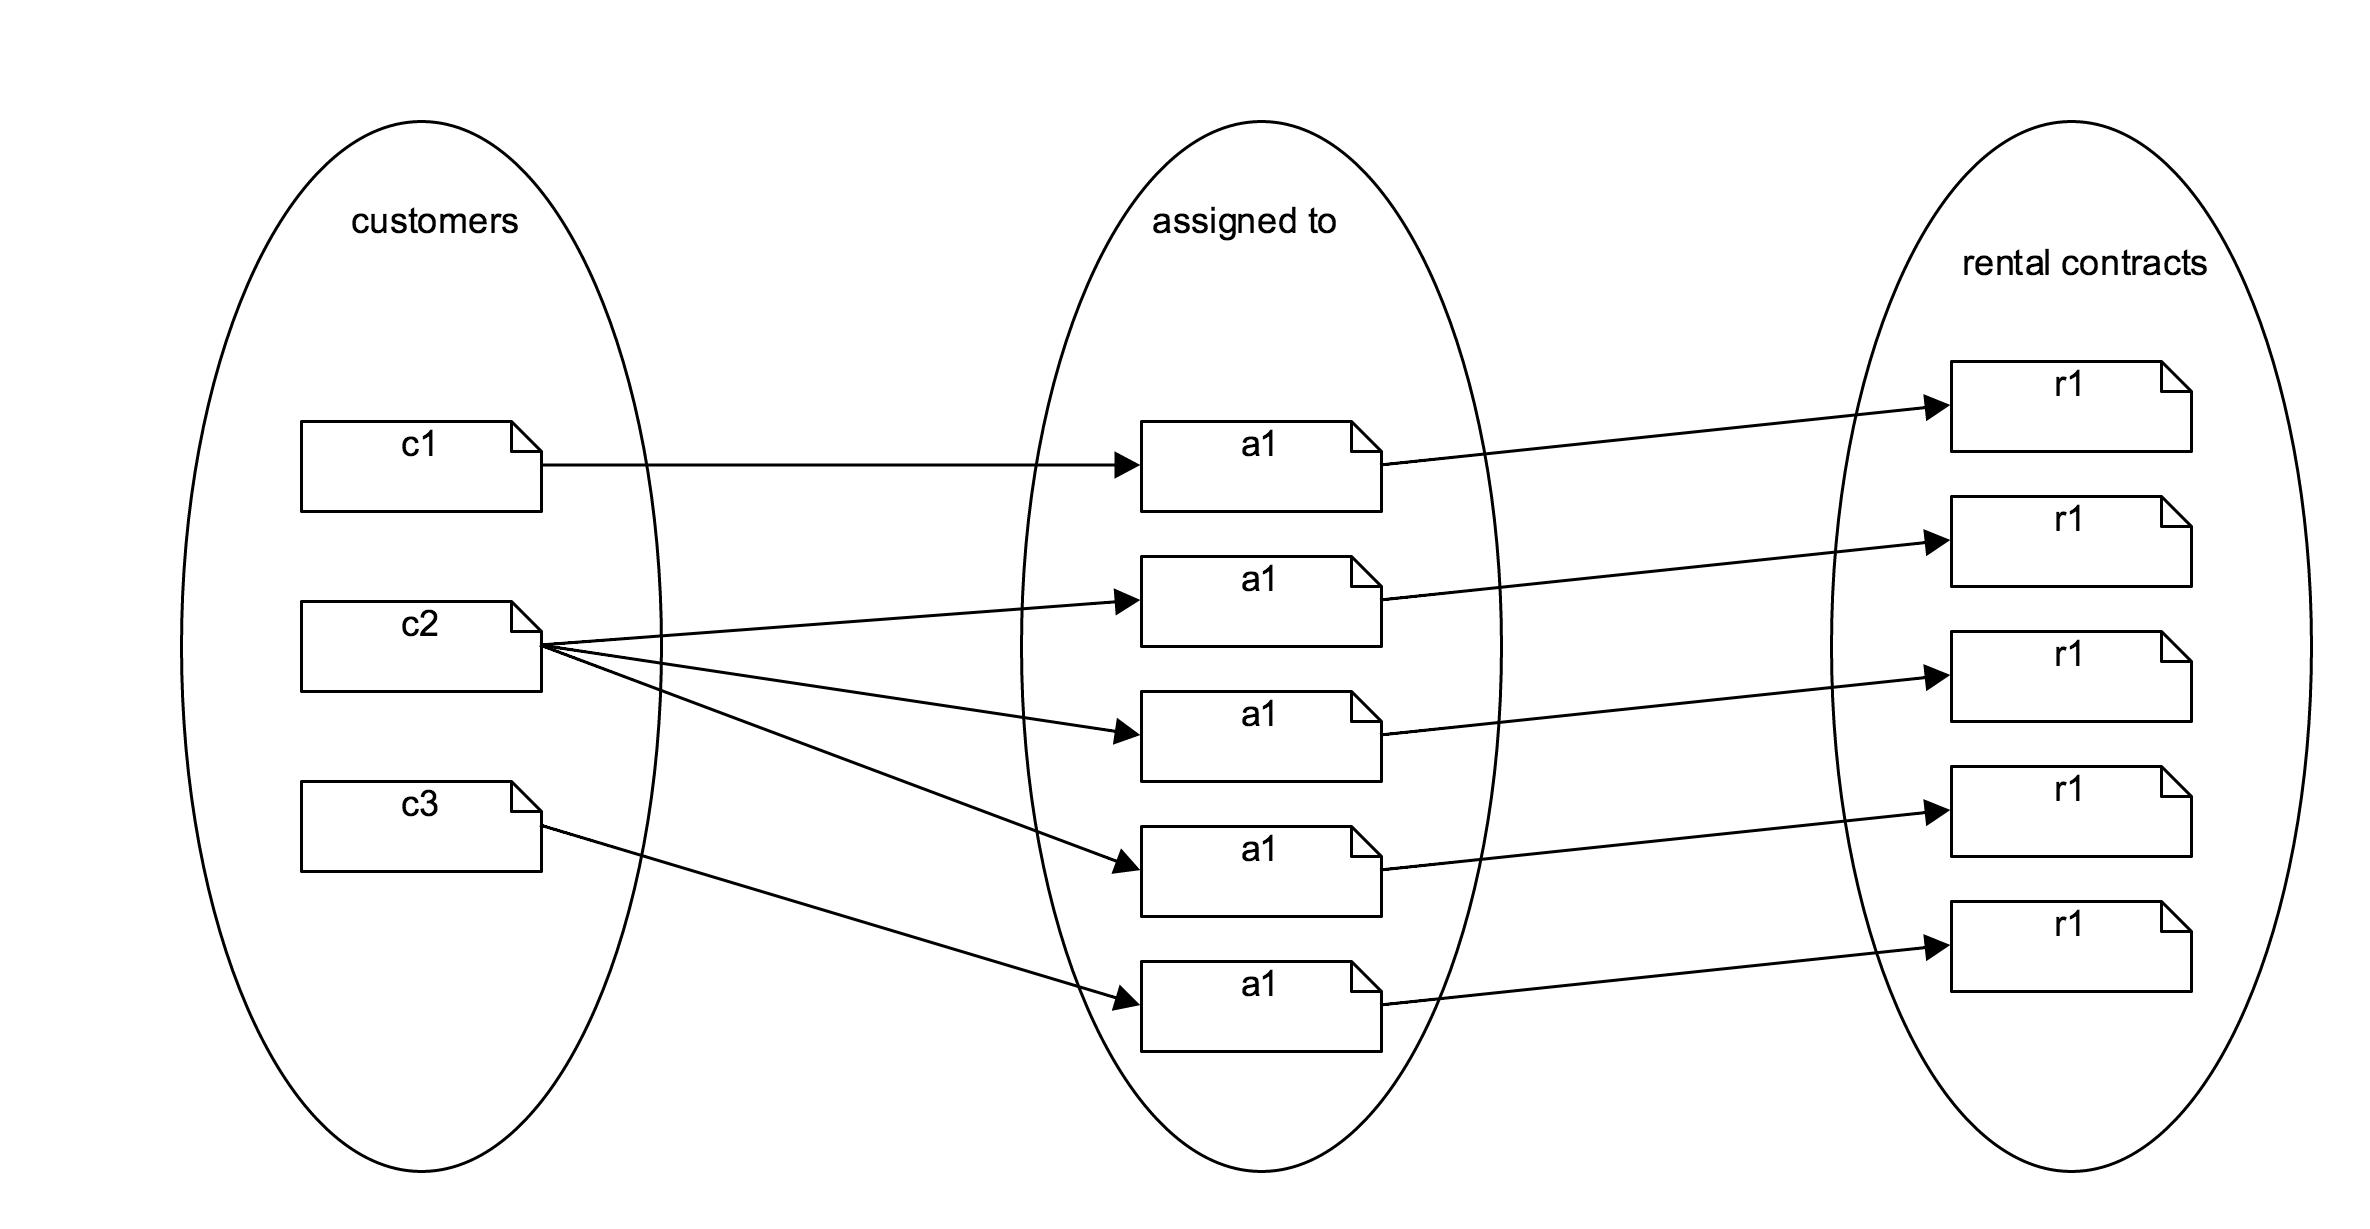 customers
assigned to
rental contracts
c1
c2
c3
a1
a1
a1
a1
a1
r1
r1
r1
r1
r1